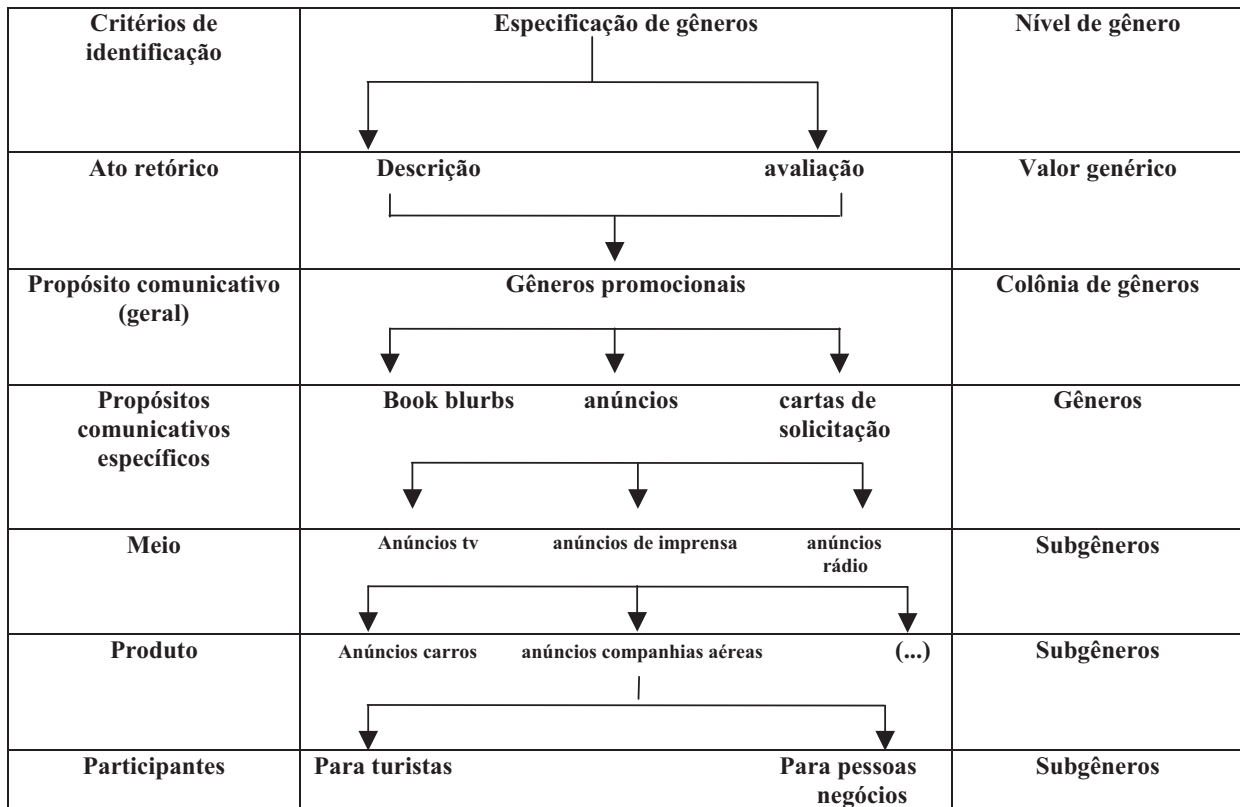 Critérios de
identificação
Especificação de gêneros
Nível de gênero
Ato retórico
Descrição
avaliação
Valor genérico
Propósito comunicativo
(geral)
Gêneros promocionais
Colônia de gêneros
Propósitos
comunicativos
específicos
Book blurbs
anúncios
cartas de
solicitação
Gêneros
Meio
Anúncios tv
anúncios de imprensa
anúncios
rádio
Subgêneros
Produto
Anúncios carros
anúncios companhias aéreas
(...)
Subgêneros
Participantes
Para turistas
Para pessoas
negócios
Subgêneros